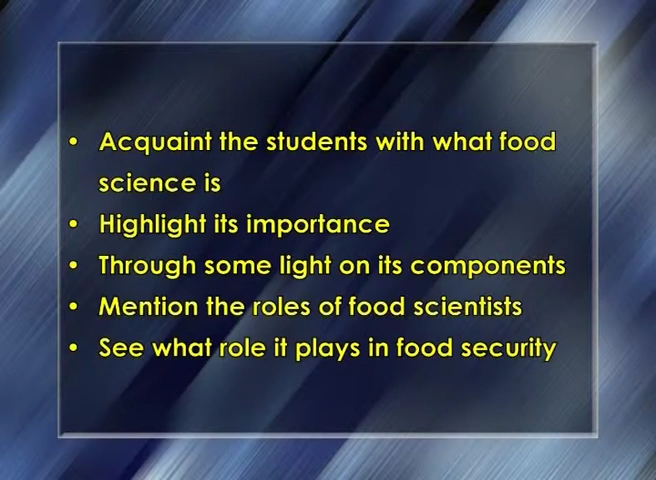 • Acquaint the students with what food
science is
• Highlight its importance
• Through some light on its components
• Mention the roles of food scientists
• See what role it plays in food security